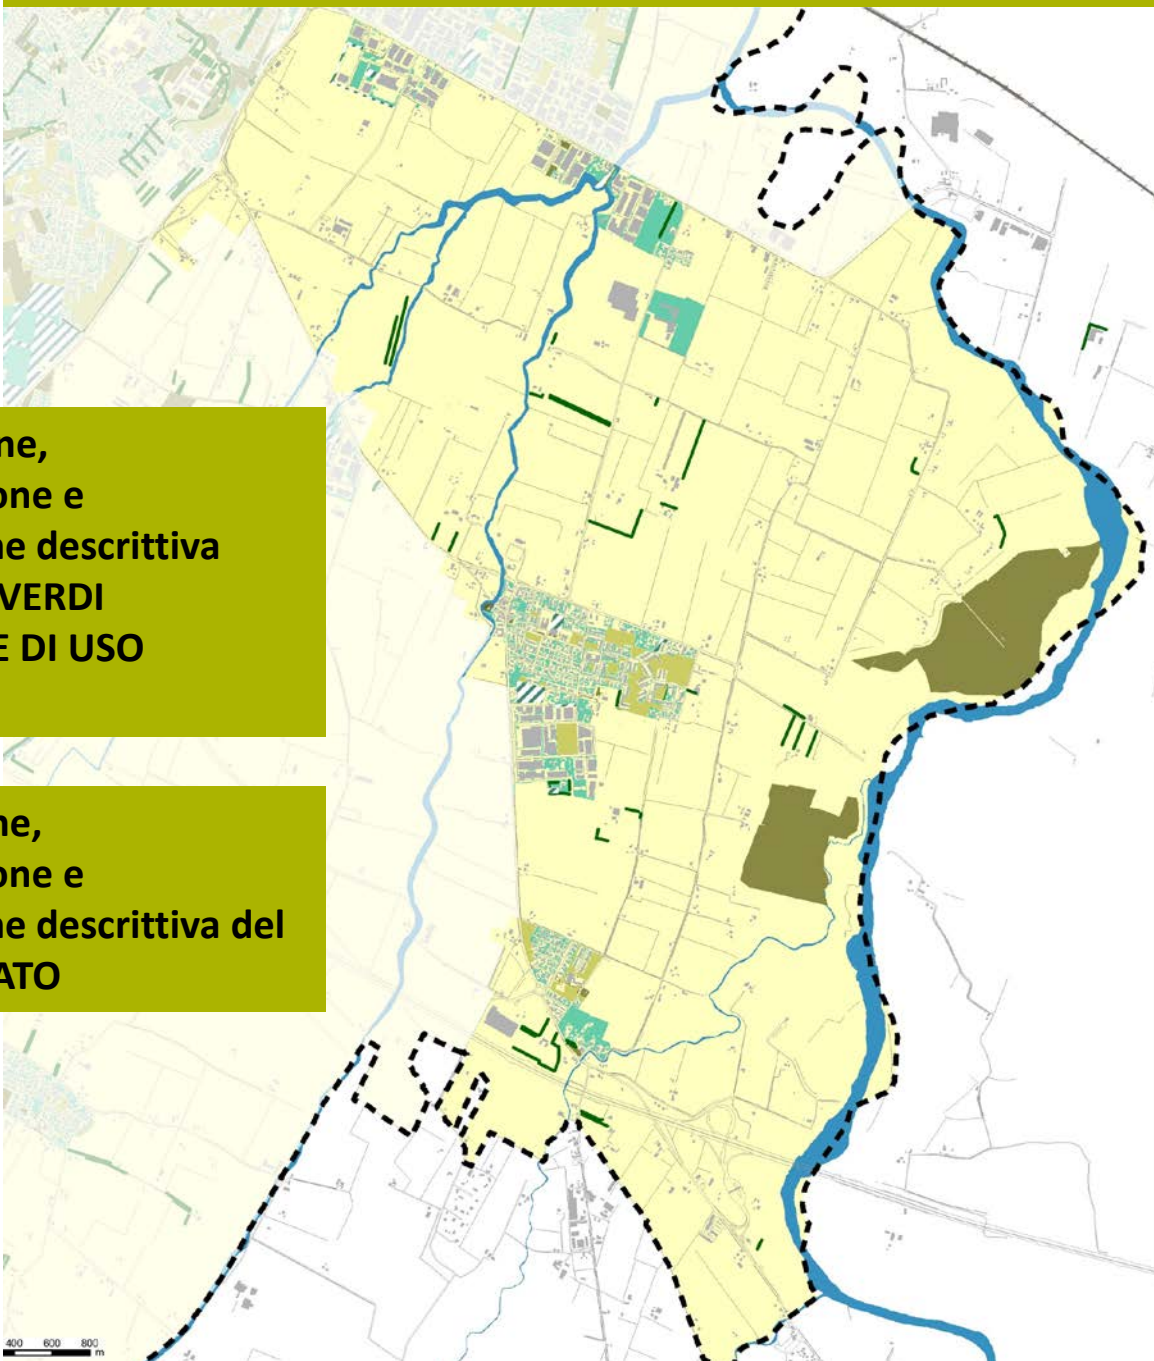 ne,
one e
ne descrittiva
VERDI
E DI USO
ne,
one e
ne descrittiva del
ATO
400 600 800
m